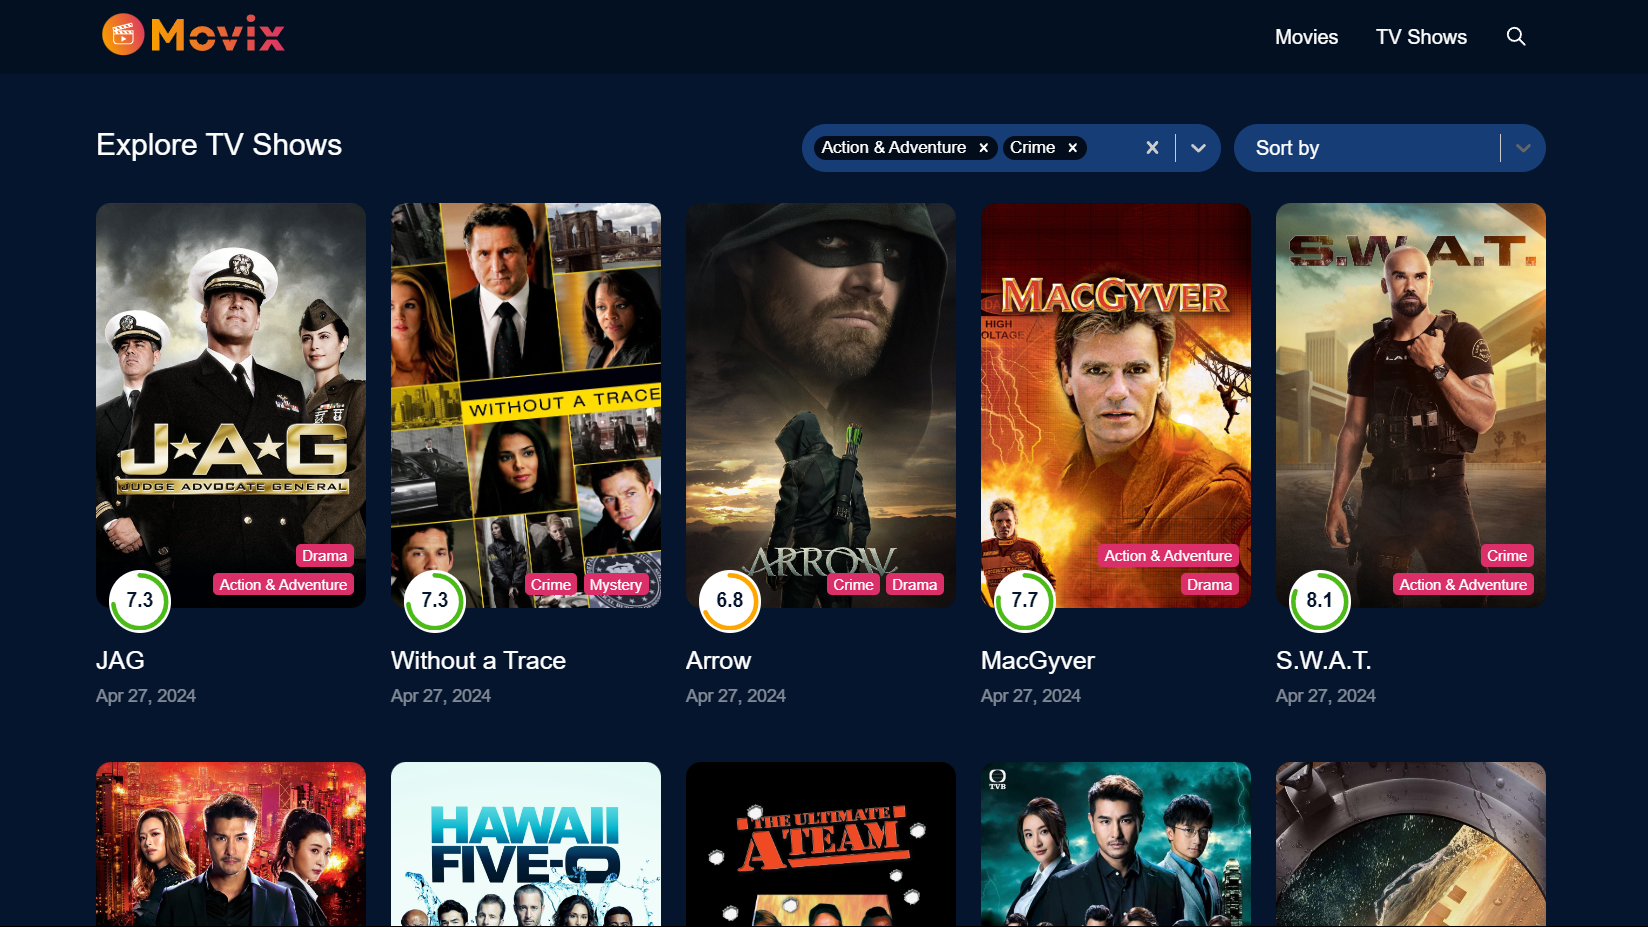 Movix
Movies
TV Shows
Explore TV Shows
Action & Adventure
Crime
Sort by
J★A★G
JUDGE ADVOCATE GENERAL
Drama
Action & Adventure
7.3
JAG
Apr 27, 2024
WITHOUT A TRACE
Crime
Mystery
7.3
Without a Trace
Apr 27, 2024
ARROW
Crime
Drama
6.8
Arrow
Apr 27, 2024
MACGYVER
HIGH
VOLTAGE
Action & Adventure
Drama
7.7
MacGyver
Apr 27, 2024
S.W.A.T.
Crime
Action & Adventure
8.1
S.W.A.T.
Apr 27, 2024
HAWAII
FIVE-O
THE ULTIMATE
A TEAM
TVB